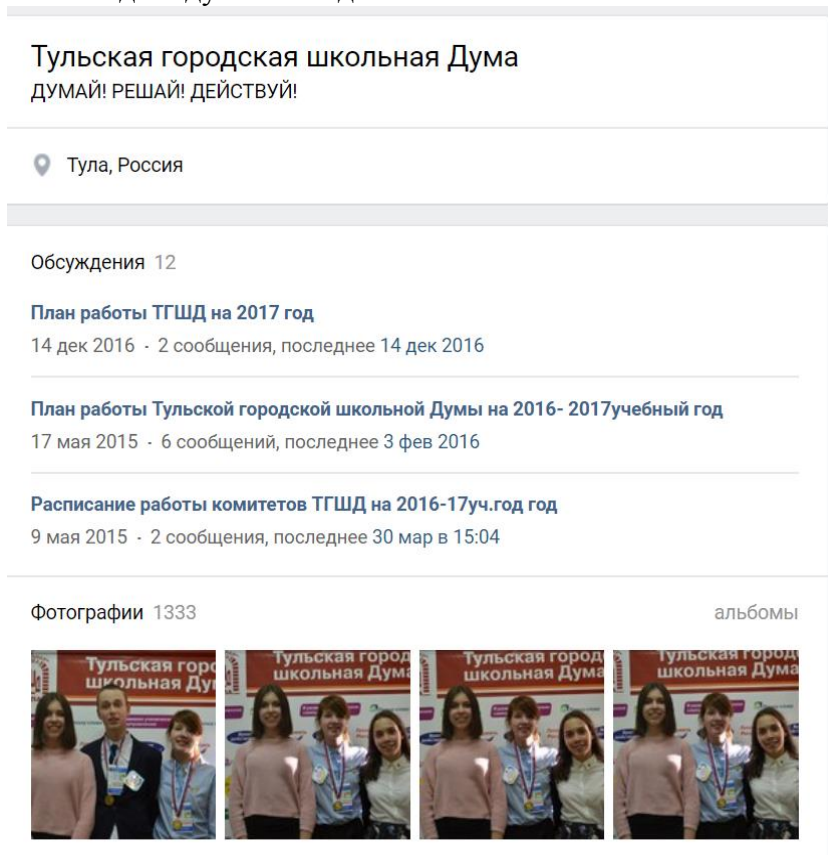 Тульская городская школьная Дума
ДУМАЙ! РЕШАЙ! ДЕЙСТВУЙ!
Тула, Россия
Обсуждения 12
План работы ТГШД на 2017 год
14 дек 2016 - 2 сообщения, последнее 14 дек 2016
План работы Тульской городской школьной Думы на 2016- 2017учебный год
17 мая 2015 - 6 сообщений, последнее 3 фев 2016
Расписание работы комитетов ТГШД на 2016-17уч.год год
9 мая 2015 - 2 сообщения, последнее 30 мар в 15:04
Фотографии 1333 альбомы
Тульская гор
школьная Ду
Тульская город
школьная Дума
Тульская город
школьная Дума
Тульская город
школьная Дума